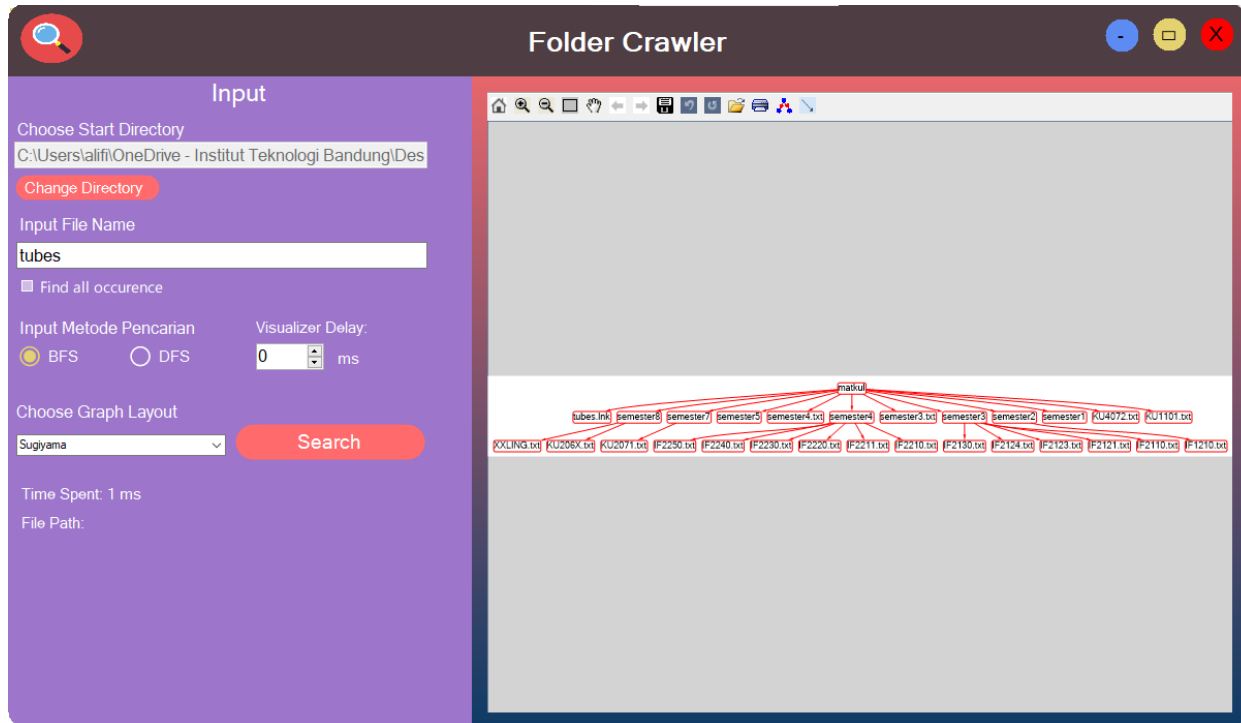 Folder Crawler
-
X
Input
Choose Start Directory
C:\Users\alifi\OneDrive - Institut Teknologi Bandung\Des
Change Directory
Input File Name
tubes
Find all occurence
Input Metode Pencarian
Visualizer Delay:
BFS DFS 0 ms
Choose Graph Layout
Sugiyama
Search
Time Spent: 1 ms
File Path:
matkul
tubes.lnk semester8 semester7 semester5 semester4.txt semester4 semester3.txt semester3 semester2 semester1 KU4072.txt KU1101.txt
XXLING.txt KU206X.txt KU2071.txt IF2250.txt IF2240.txt IF2230.txt IF2220.txt IF2211.txt IF2210.txt IF2130.txt IF2124.txt IF2123.txt IF2121.txt IF2110.txt IF1210.txt